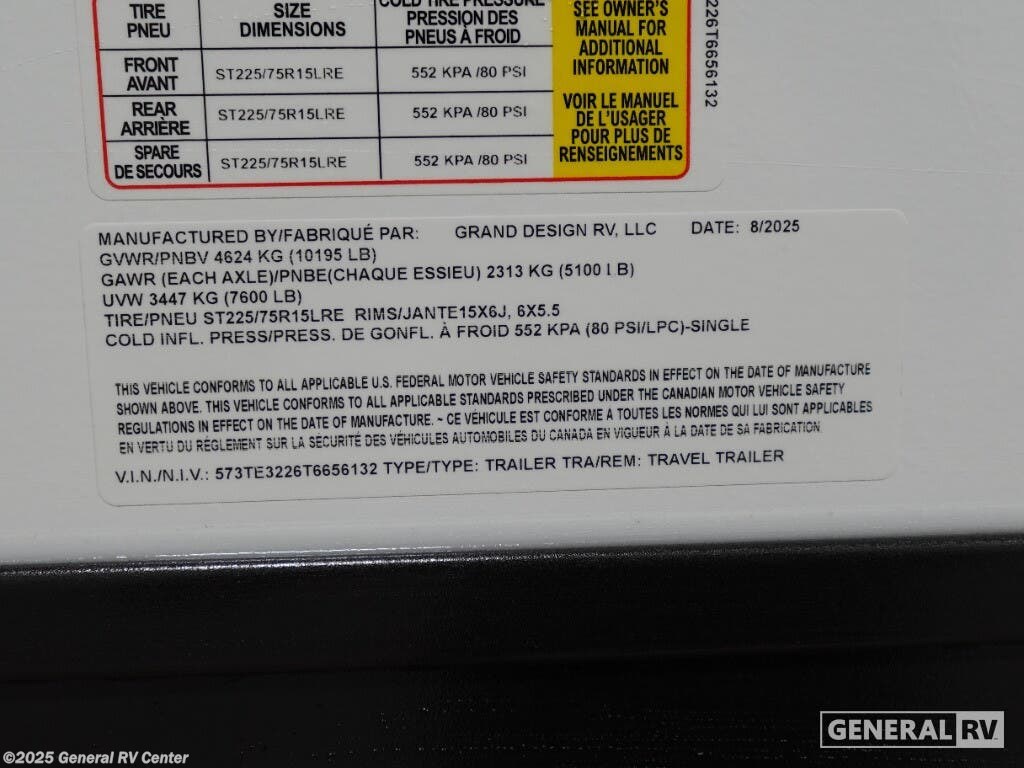 TIRE SIZE COLD TIRE PRESSURE SEE OWNER'S
PNEU DIMENSIONS PRESSION DES MANUAL FOR
PNEUS À FROID ADDITIONAL
INFORMATION
FRONT ST225/75R15LRE 552 KPA /80 PSI
AVANT
REAR ST225/75R15LRE 552 KPA /80 PSI
ARRIÈRE
SPARE ST225/75R15LRE 552 KPA /80 PSI
DE SECOURS
VOIR LE MANUEL
DE L'USAGER
POUR PLUS DE
RENSEIGNEMENTS
226T6656132
MANUFACTURED BY/FABRIQUÉ PAR: GRAND DESIGN RV, LLC DATE: 8/2025
GVWR/PNBV 4624 KG (10195 LB)
GAWR (EACH AXLE)/PNBE(CHAQUE ESSIEU) 2313 KG (5100 LB)
UVW 3447 KG (7600 LB)
TIRE/PNEU ST225/75R15LRE RIMS/JANTE15X6J, 6X5.5
COLD INFL. PRESS/PRESS. DE GONFL. À FROID 552 KPA (80 PSI/LPC)-SINGLE
THIS VEHICLE CONFORMS TO ALL APPLICABLE U.S. FEDERAL MOTOR VEHICLE SAFETY STANDARDS IN EFFECT ON THE DATE OF MANUFACTURE
SHOWN ABOVE. THIS VEHICLE CONFORMS TO ALL APPLICABLE STANDARDS PRESCRIBED UNDER THE CANADIAN MOTOR VEHICLE SAFETY
REGULATIONS IN EFFECT ON THE DATE OF MANUFACTURE. ~ CE VÉHICULE EST CONFORME A TOUTES LES NORMES QUI LUI SONT APPLICABLES
EN VERTU DU RÉGLEMENT SUR LA SÉCURITÉ DES VÉHICULES AUTOMOBILES DU CANADA EN VIGUEUR À LA DATE DE SA FABRICATION
V.I.N./N.I.V.: 573TE3226T6656132 TYPE/TYPE: TRAILER TRA/REM: TRAVEL TRAILER
GENERAL RV
©2025 General RV Center